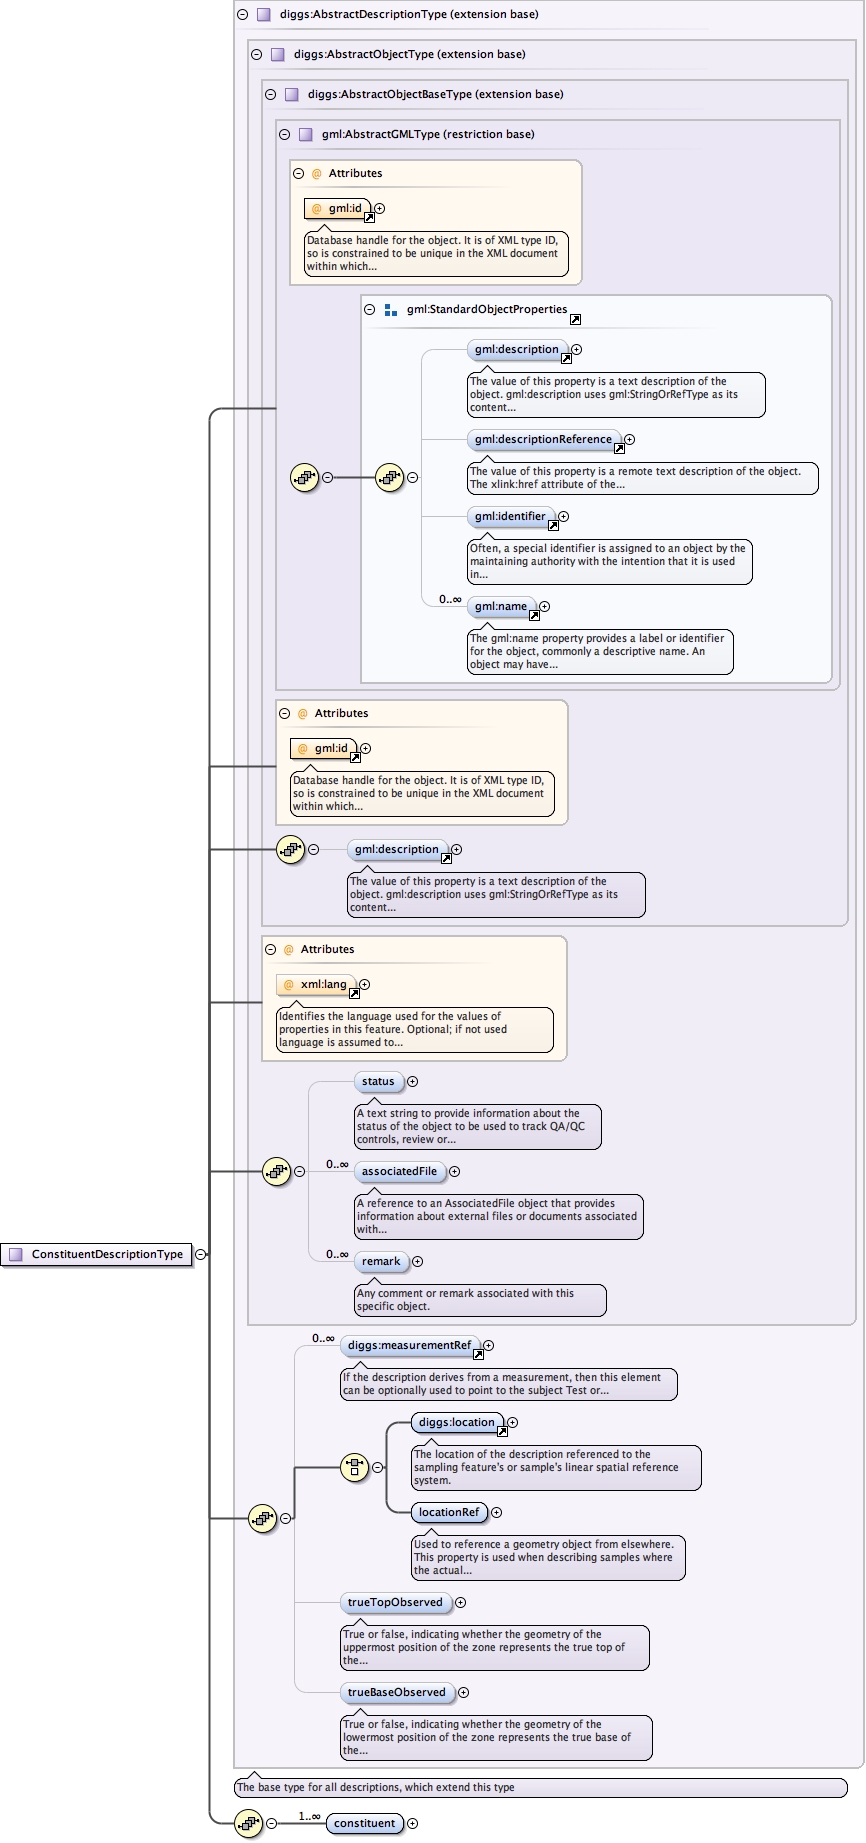 diggs:AbstractDescriptionType (extension base)
diggs:AbstractObjectType (extension base)
diggs:AbstractObjectBaseType (extension base)
gml:AbstractGMLType (restriction base)
@ Attributes
@ gml:id
Database handle for the object. It is of XML type ID,
so is constrained to be unique in the XML document
within which...
gml:StandardObjectProperties
gml:description
The value of this property is a text description of the
object. gml:description uses gml:StringOrRefType as its
content...
gml:descriptionReference
The value of this property is a remote text description of the object.
The xlink:href attribute of the...
gml:identifier
Often, a special identifier is assigned to an object by the
maintaining authority with the intention that it is used
in...
0..∞
gml:name
The gml:name property provides a label or identifier
for the object, commonly a descriptive name. An
object may have...
@ Attributes
@ gml:id
Database handle for the object. It is of XML type ID,
so is constrained to be unique in the XML document
within which...
gml:description
The value of this property is a text description of the
object. gml:description uses gml:StringOrRefType as its
content...
@ Attributes
@ xml:lang
Identifies the language used for the values of
properties in this feature. Optional; if not used
language is assumed to...
status
A text string to provide information about the
status of the object to be used to track QA/QC
controls, review or...
0..∞
associatedFile
A reference to an AssociatedFile object that provides
information about external files or documents associated
with...
ConstituentDescriptionType
0..∞
remark
Any comment or remark associated with this
specific object.
0..∞
diggs:measurementRef
If the description derives from a measurement, then this element
can be optionally used to point to the subject Test or...
diggs:location
The location of the description referenced to the
sampling feature's or sample's linear spatial reference
system.
locationRef
Used to reference a geometry object from elsewhere.
This property is used when describing samples where
the actual...
trueTopObserved
True or false, indicating whether the geometry of the
uppermost position of the zone represents the true top of
the...
trueBaseObserved
True or false, indicating whether the geometry of the
lowermost position of the zone represents the true base of
the...
The base type for all descriptions, which extend this type
1..∞
constituent